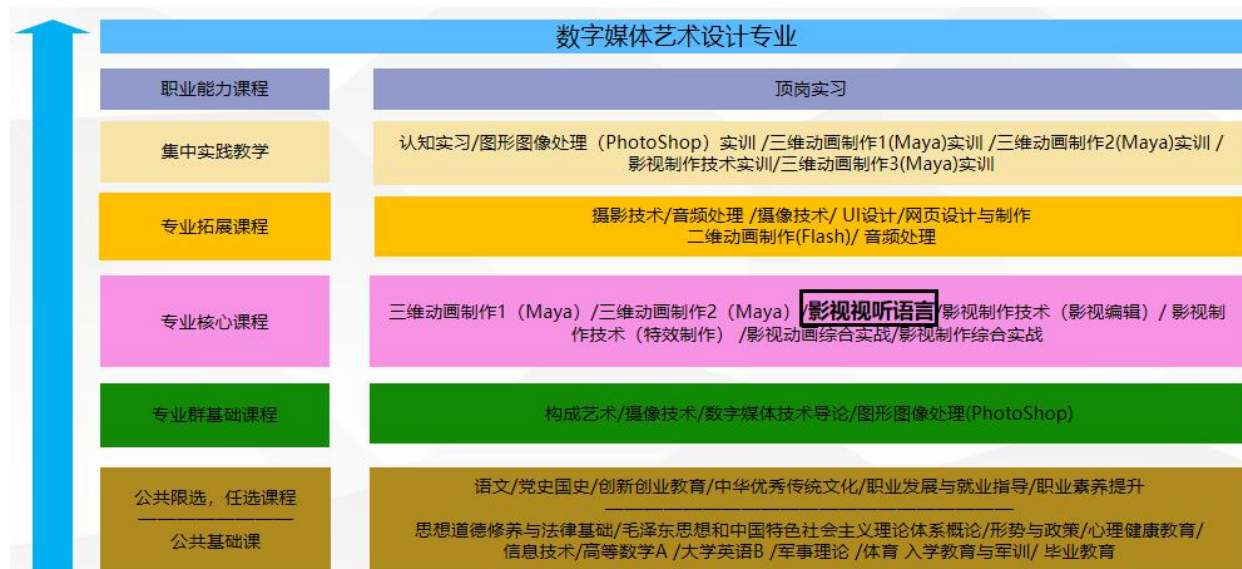 数字媒体艺术设计专业
职业能力课程
顶岗实习
集中实践教学
认知实习/图形图像处理（PhotoShop）实训 /三维动画制作1(Maya)实训 /三维动画制作2(Maya)实训 /
影视制作技术实训/三维动画制作3(Maya)实训
专业拓展课程
摄影技术/音频处理 /摄像技术/ UI设计/网页设计与制作
二维动画制作(Flash)/ 音频处理
专业核心课程
三维动画制作1（Maya）/三维动画制作2（Maya）/影视视听语言/影视制作技术（影视编辑）/ 影视制
作技术（特效制作） /影视动画综合实战/影视制作综合实战
专业群基础课程
构成艺术/摄像技术/数字媒体技术导论/图形图像处理(PhotoShop)
公共限选，任选课程
————————
公共基础课
语文/党史国史/创新创业教育/中华优秀传统文化/职业发展与就业指导/职业素养提升
—————————————————————
思想道德修养与法律基础/毛泽东思想和中国特色社会主义理论体系概论/形势与政策/心理健康教育/
信息技术/高等数学A /大学英语B /军事理论 /体育 入学教育与军训/ 毕业教育